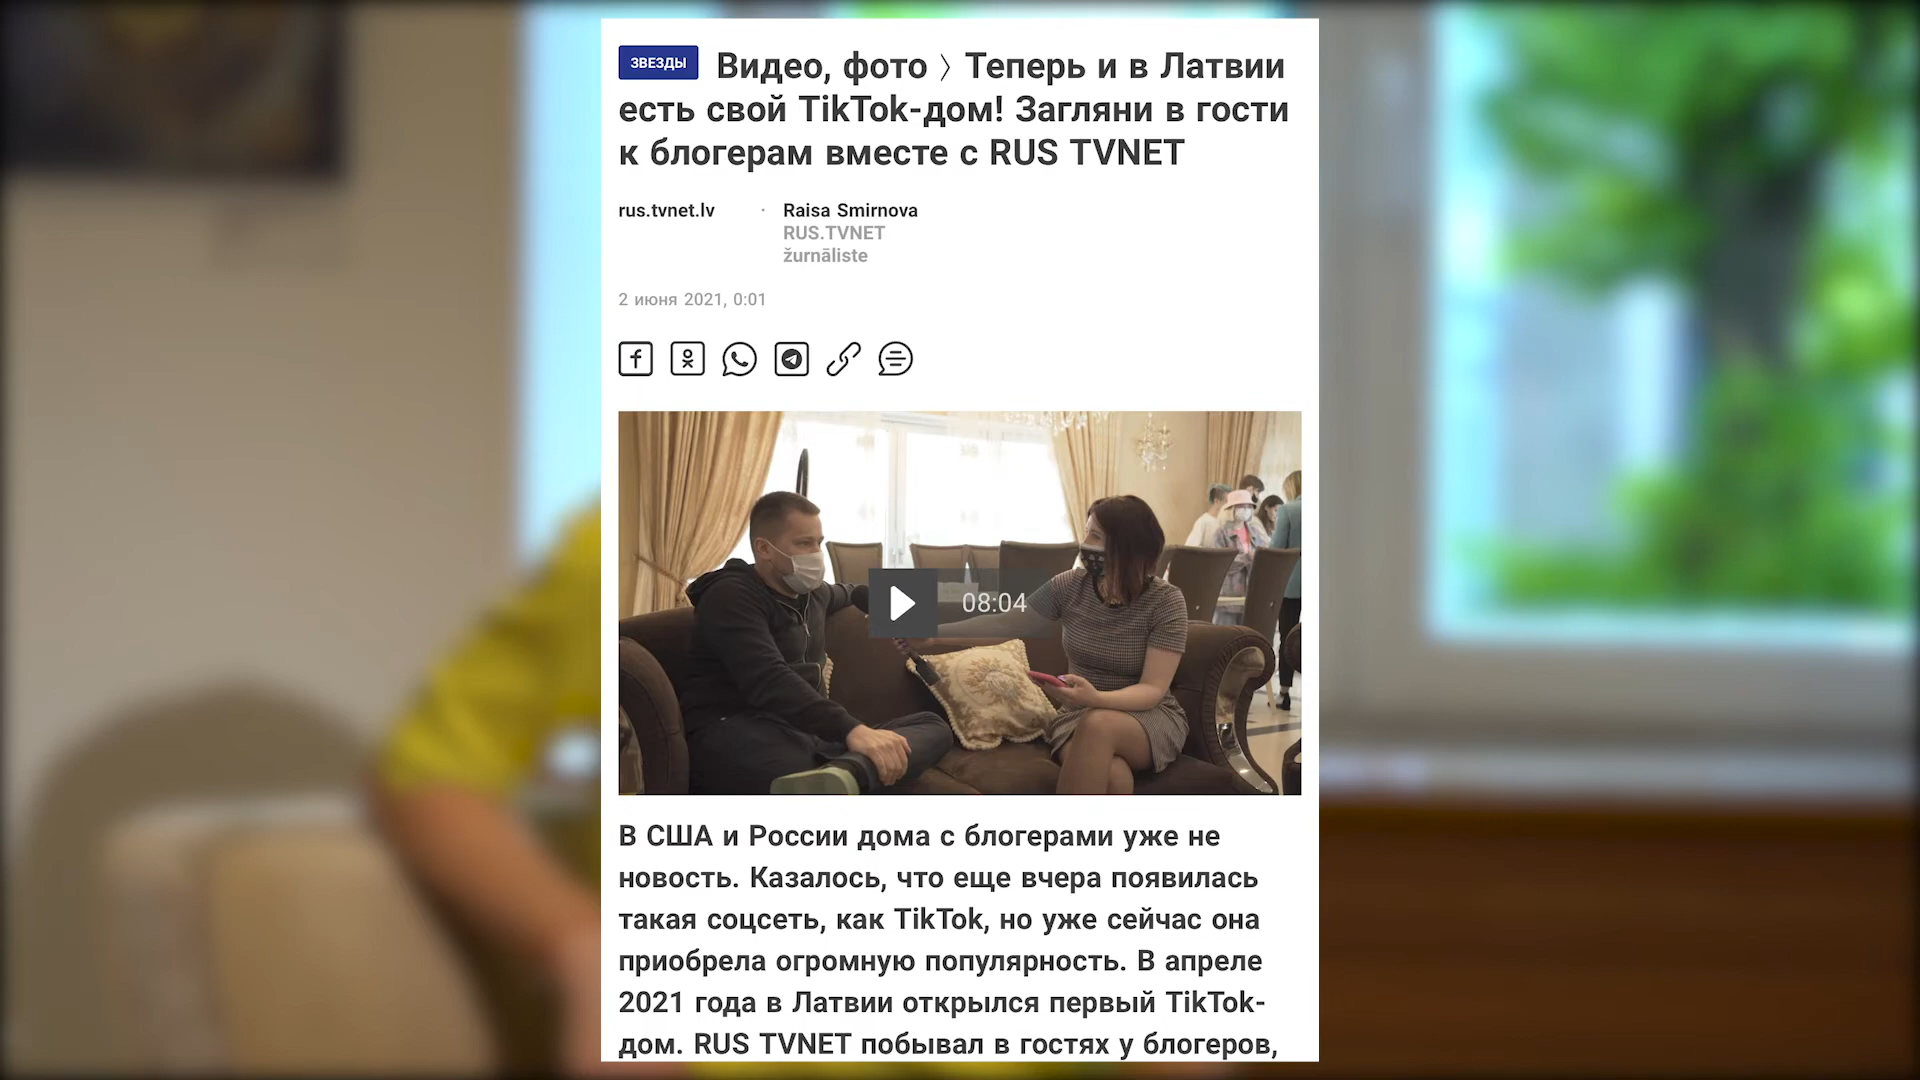 ЗВЕЗДЫ Видео, фото 〉Теперь и в Латвии
есть свой TikTok-дом! Загляни в гости
к блогерам вместе с RUS TVNET
rus.tvnet.lv · Raisa Smirnova
RUS.TVNET
žurnāliste
2 июня 2021, 0:01
08:04
В США и России дома с блогерами уже не
новость. Казалось, что еще вчера появилась
такая соцсеть, как TikTok, но уже сейчас она
приобрела огромную популярность. В апреле
2021 года в Латвии открылся первый TikTok-
дом. RUS TVNET побывал в гостях у блогеров,